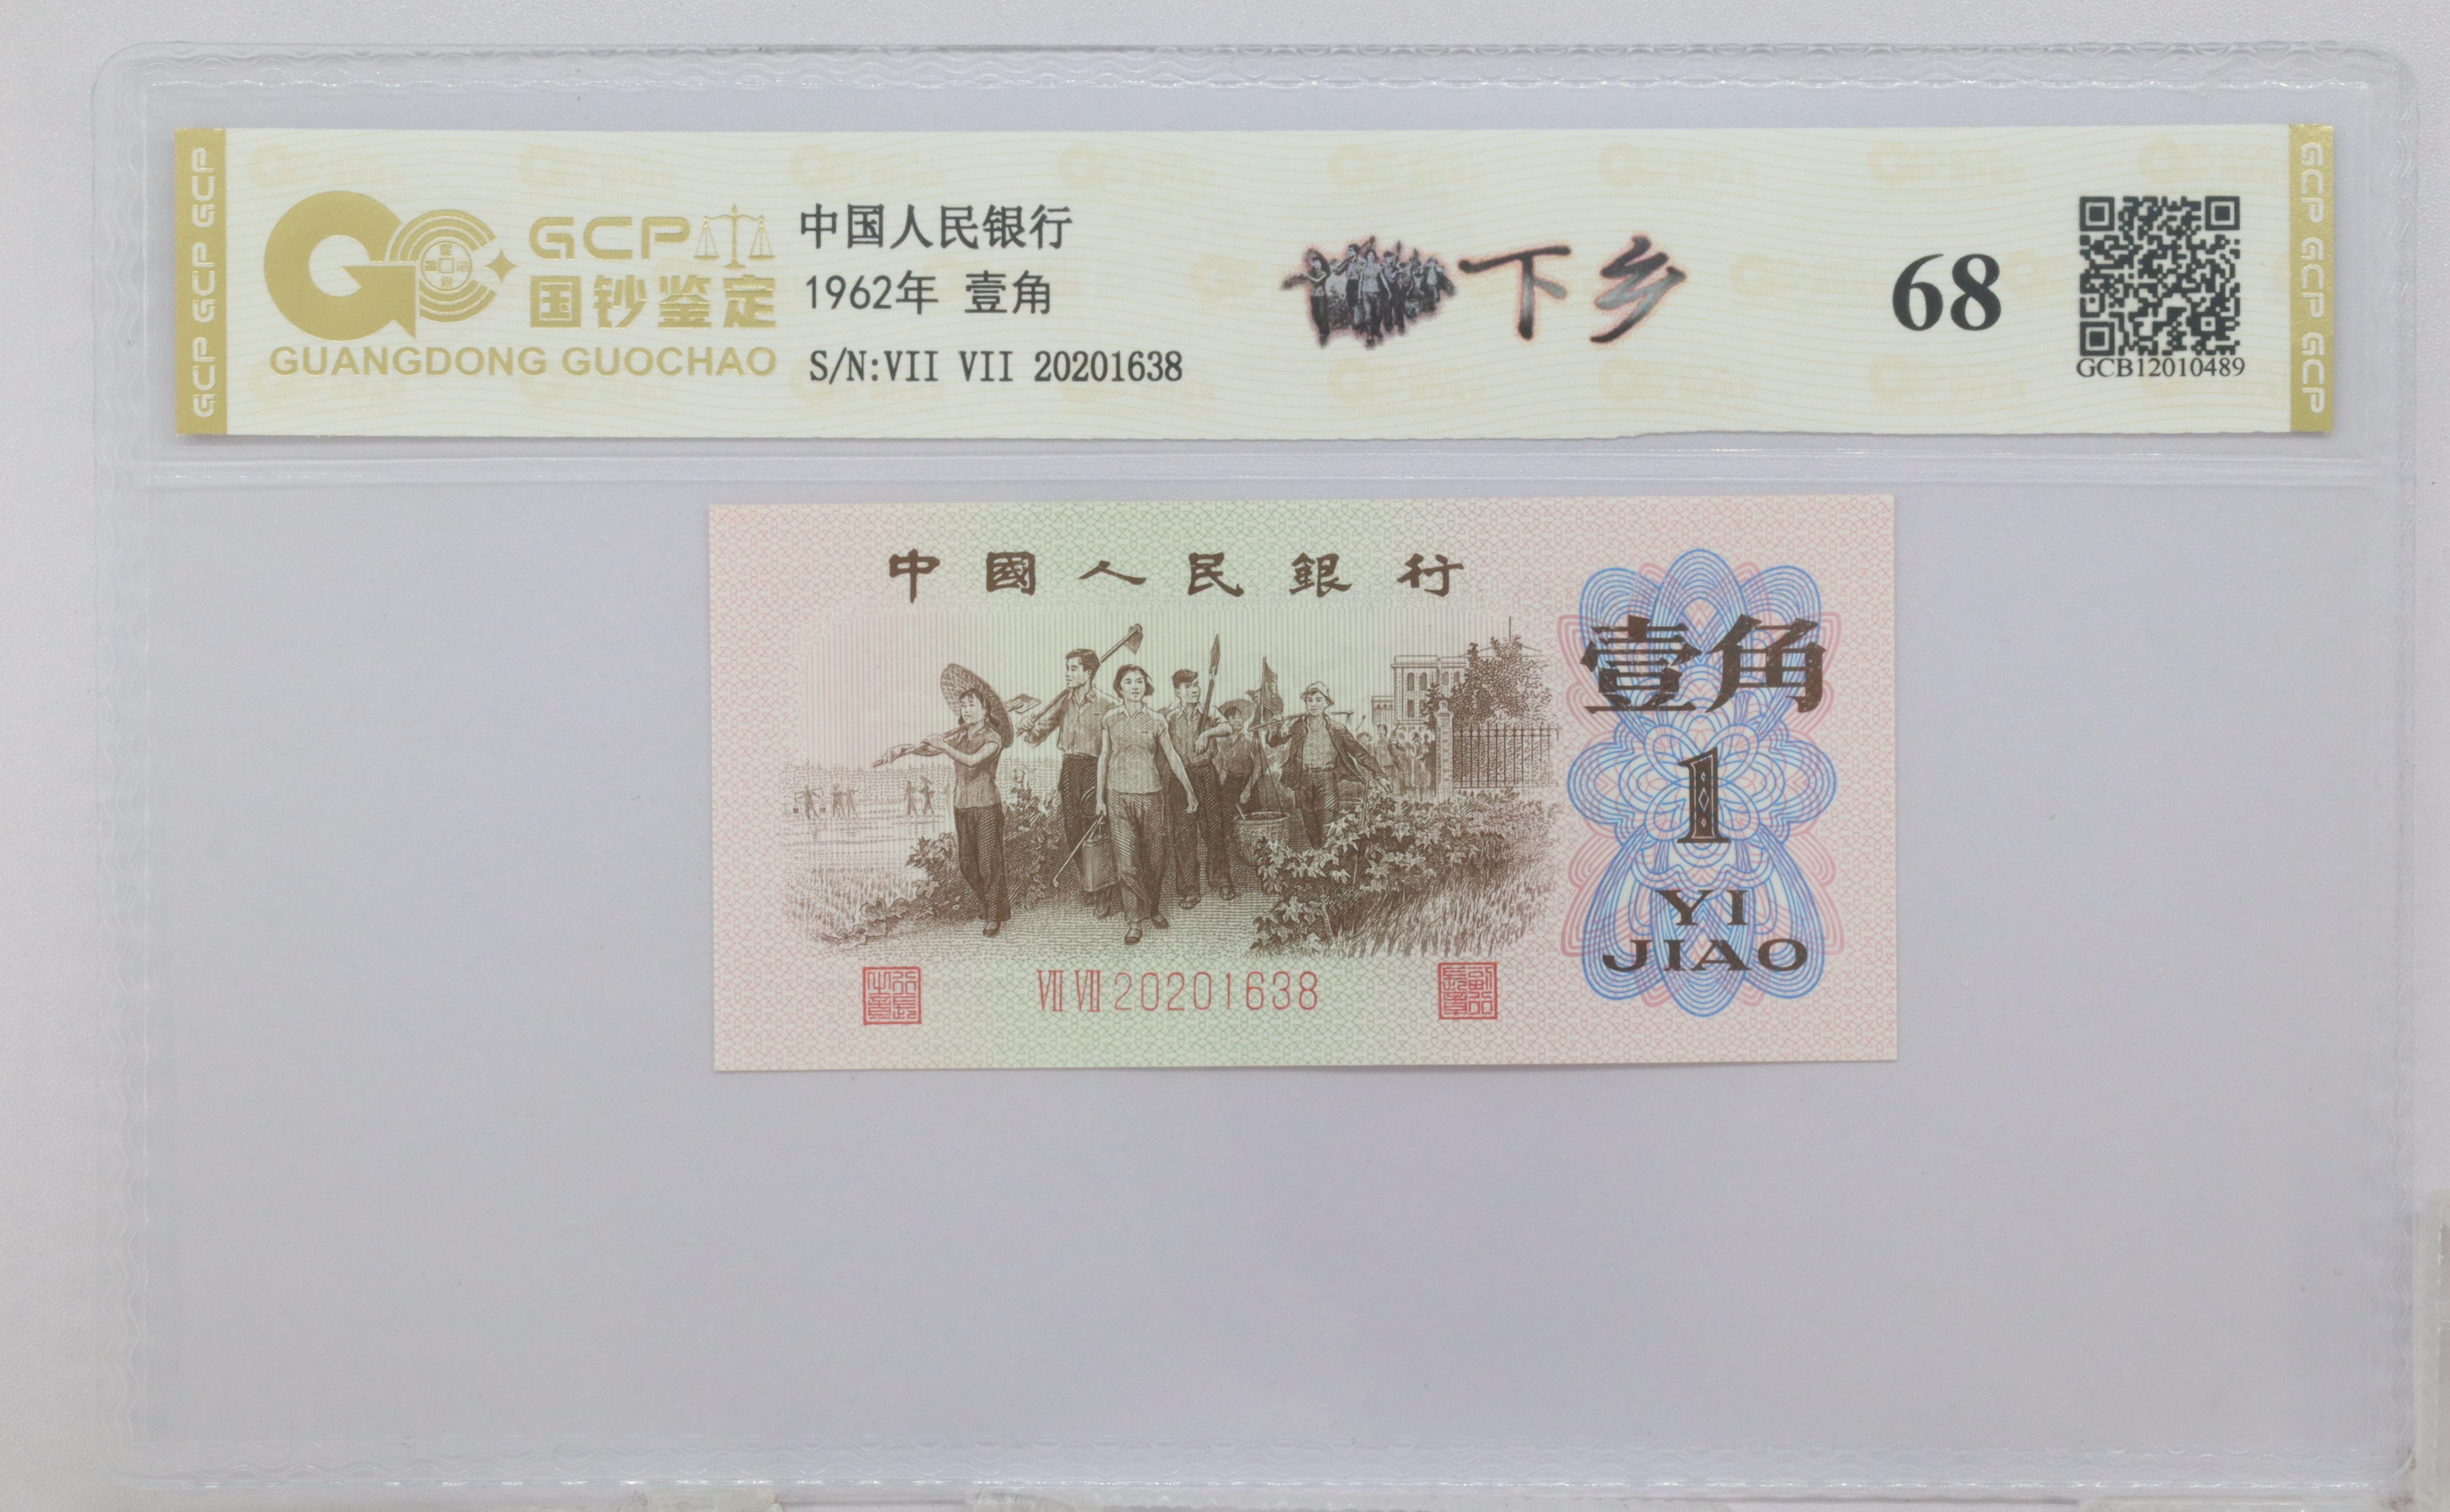 GCP GCP GCP
GCP
国钞鉴定
GUANGDONG GUOCHAO
中国人民银行
1962年 壹角
S/N:VII VII 20201638
下乡
68
GCB12010489
GCP GCP GCP
中國人民銀行
壹角
1
YI
JIAO
VII VII 20201638